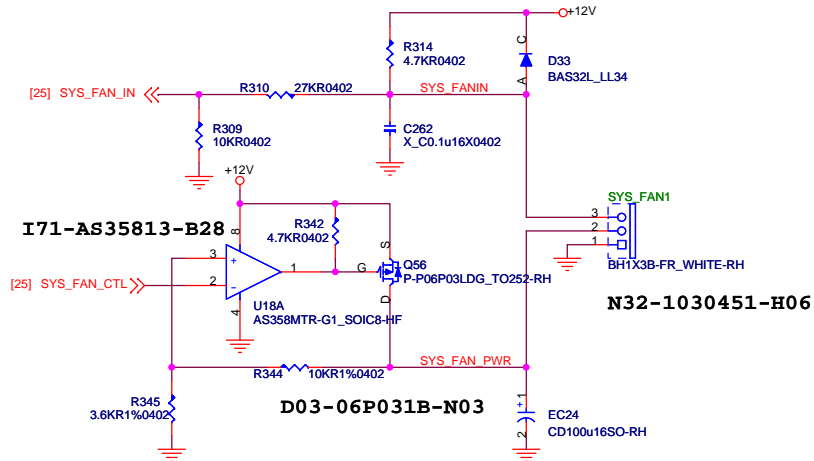 +12V
R314
4.7KR0402
C
A
D33
BAS32L_LL34
[25] SYS_FAN_IN
R310
27KR0402
SYS_FANIN
R309
10KR0402
C262
X_C0.1u16X0402
+12V
SYS_FAN1
3
2
1
BH1X3B-FR_WHITE-RH
N32-1030451-H06
I71-AS35813-B28
8
R342
4.7KR0402
S
3
+
1
G
Q56
P-P06P03LDG_TO252-RH
[25] SYS_FAN_CTL
2
-
D
4
U18A
AS358MTR-G1_SOIC8-HF
SYS_FAN_PWR
R344
10KR1%0402
R345
3.6KR1%0402
D03-06P031B-N03
1
+
2
EC24
CD100u16SO-RH